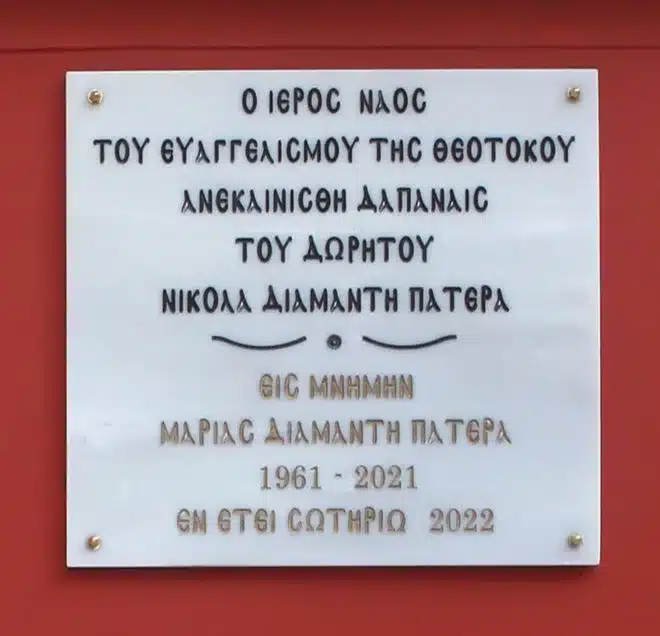 Ο ΙΕΡΟΣ ΝΑΟΣ
ΤΟΥ ΕΥΑΓΓΕΛΙΣΜΟΥ ΤΗΣ ΘΕΟΤΟΚΟΥ
ΑΝΕΚΑΙΝΙΣΘΗ ΔΑΠΑΝΑΙΣ
ΤΟΥ ΔΩΡΗΤΟΥ
ΝΙΚΟΛΑ ΔΙΑΜΑΝΤΗ ΠΑΤΕΡΑ
ΕΙΣ ΜΝΗΜΗΝ
ΜΑΡΙΑΣ ΔΙΑΜΑΝΤΗ ΠΑΤΕΡΑ
1961 - 2021
ΕΝ ΕΤΕΙ ΣΩΤΗΡΙΩ 2022